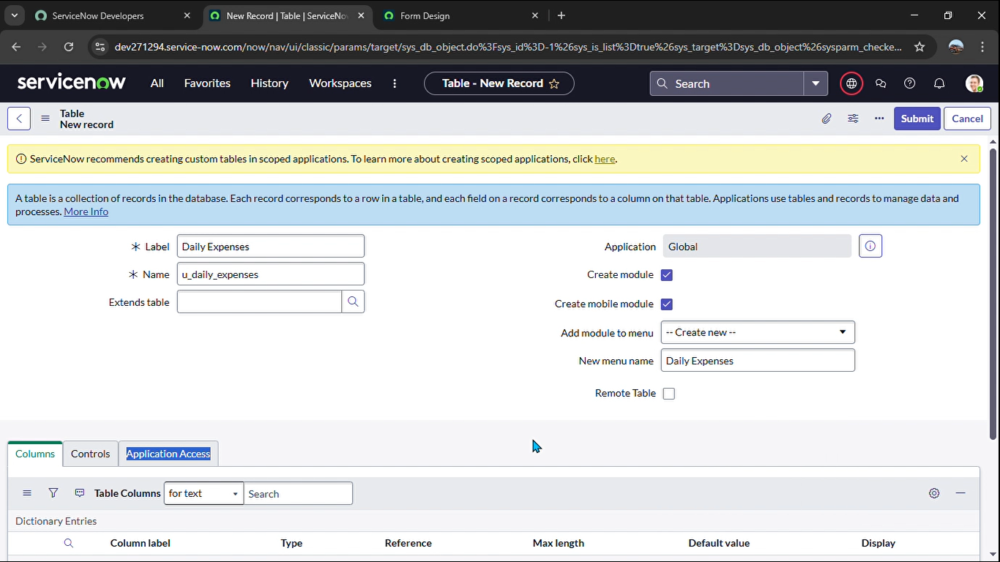 ServiceNow Developers
New Record | Table | ServiceNo
Form Design
dev271294.service-now.com/now/nav/ui/classic/params/target/sys_db_object.do%3Fsys_id%3D-1%26sys_is_list%3Dtrue%26sys_target%3Dsys_db_object%26sysparm_checke...
servicenow
All
Favorites
History
Workspaces
Table - New Record
Search
Table
New record
Submit
Cancel
ServiceNow recommends creating custom tables in scoped applications. To learn more about creating scoped applications, click here.
A table is a collection of records in the database. Each record corresponds to a row in a table, and each field on a record corresponds to a column on that table. Applications use tables and records to manage data and
processes. More Info
Label
Daily Expenses
Application
Global
Name
u_daily_expenses
Create module
Extends table
Create mobile module
Add module to menu
-- Create new --
New menu name
Daily Expenses
Remote Table
Columns
Controls
Application Access
Table Columns
for text
Search
Dictionary Entries
Column label
Type
Reference
Max length
Default value
Display